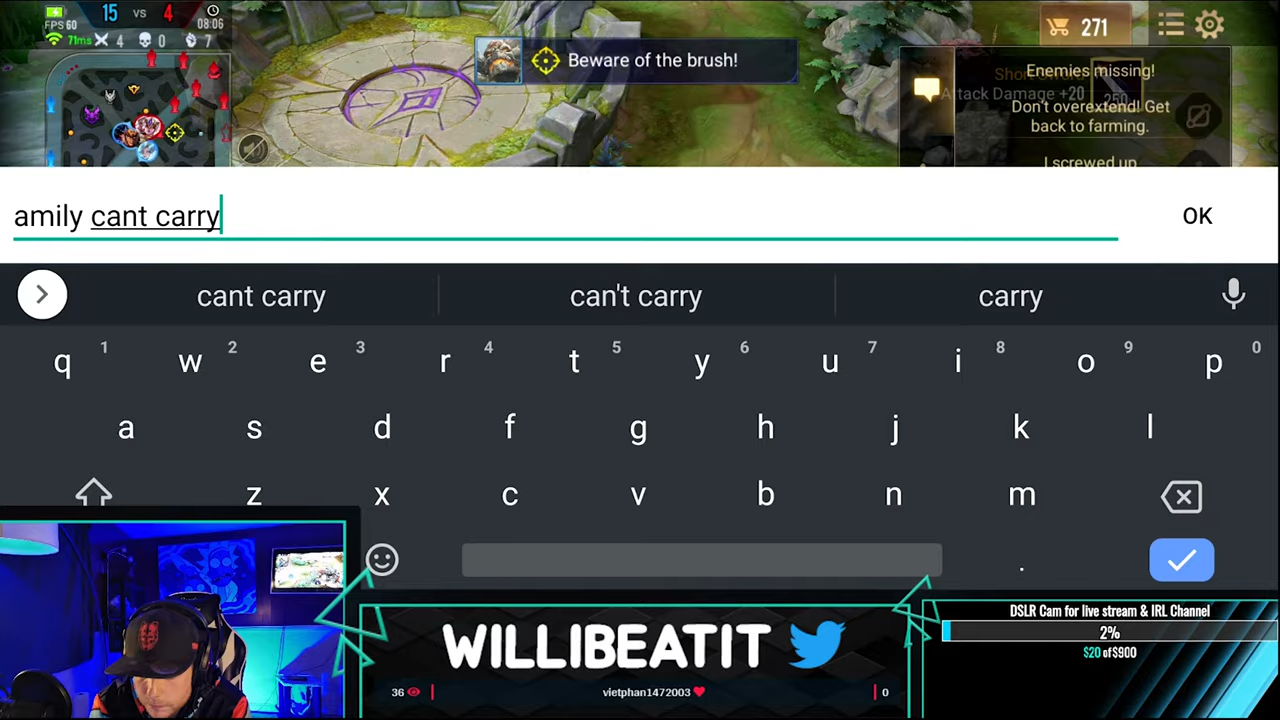 15 vs 4
FPS 60
08:06
71ms 4 0 7
Beware of the brush!
271
Enemies missing!
Attack Damage +20
250
Don't overextend! Get
back to farming.
I screwed up
amily cant carry
OK
cant carry can't carry carry
1 2 3 4 5 6 7 8 9 0
q w e r t y u i o p
a s d f g h j k l
z x c v b n m
.
WILLIBEATIT
36 vietphan1472003 0
DSLR Cam for live stream & IRL Channel
2%
$20 of $900